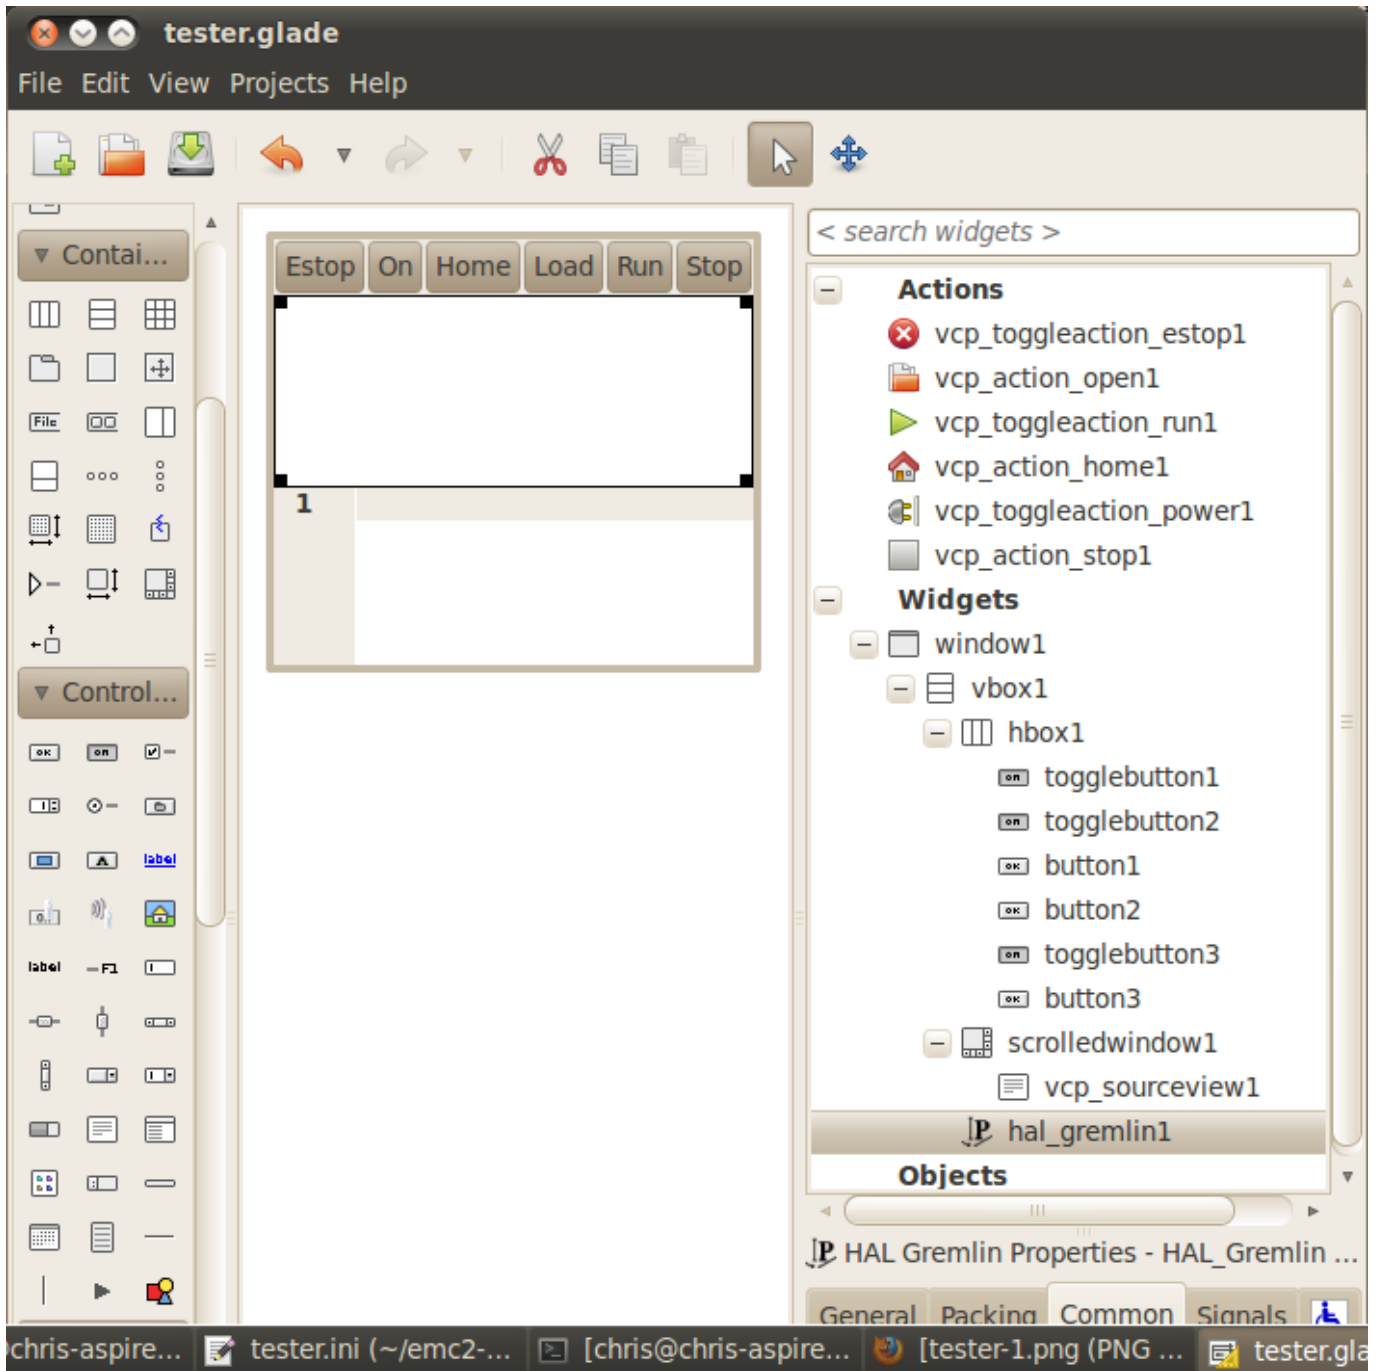 tester.glade
File Edit View Projects Help
< search widgets >
Contai...
Estop On Home Load Run Stop
Actions
vcp_toggleaction_estop1
vcp_action_open1
vcp_toggleaction_run1
vcp_action_home1
vcp_toggleaction_power1
vcp_action_stop1
Widgets
window1
vbox1
hbox1
togglebutton1
togglebutton2
button1
button2
togglebutton3
button3
scrolledwindow1
vcp_sourceview1
hal_gremlin1
Objects
File
1
Control...
OK
on
label
label
F1
HAL Gremlin Properties - HAL_Gremlin ...
General Packing Common Signals
chris-aspire... tester.ini (~/emc2-... [chris@chris-aspire... [tester-1.png (PNG ... tester.gla